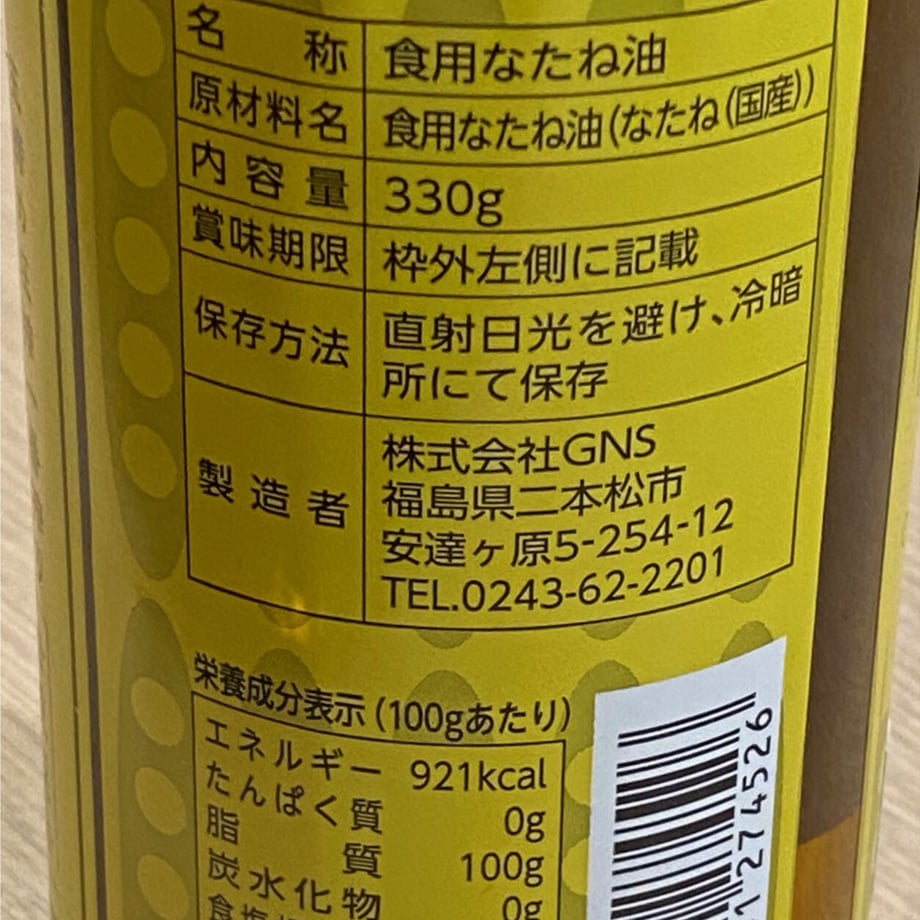 名称 食用なたね油
原材料名 食用なたね油(なたね(国産))
内容量 330g
賞味期限 枠外左側に記載
保存方法 直射日光を避け、冷暗
所にて保存
製造者 株式会社GNS
福島県二本松市
安達ヶ原5-254-12
TEL.0243-62-2201
栄養成分表示(100gあたり)
エネルギー 921kcal
たんぱく質 0g
脂質 100g
炭水化物 0g
274526